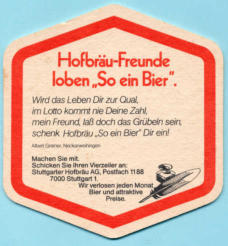 Hofbräu-Freunde
loben „So ein Bier".
Wird das Leben Dir zur Qual,
im Lotto kommt nie Deine Zahl,
mein Freund, laß doch das Grübeln sein,
schenk Hofbräu „So ein Bier" Dir ein!
Albert Greiner, Neckarweihingen
Machen Sie mit.
Schicken Sie Ihren Vierzeiler an:
Stuttgarter Hofbräu AG, Postfach 1188
7000 Stuttgart 1.
Wir verlosen jeden Monat
Bier und attraktive
Preise.